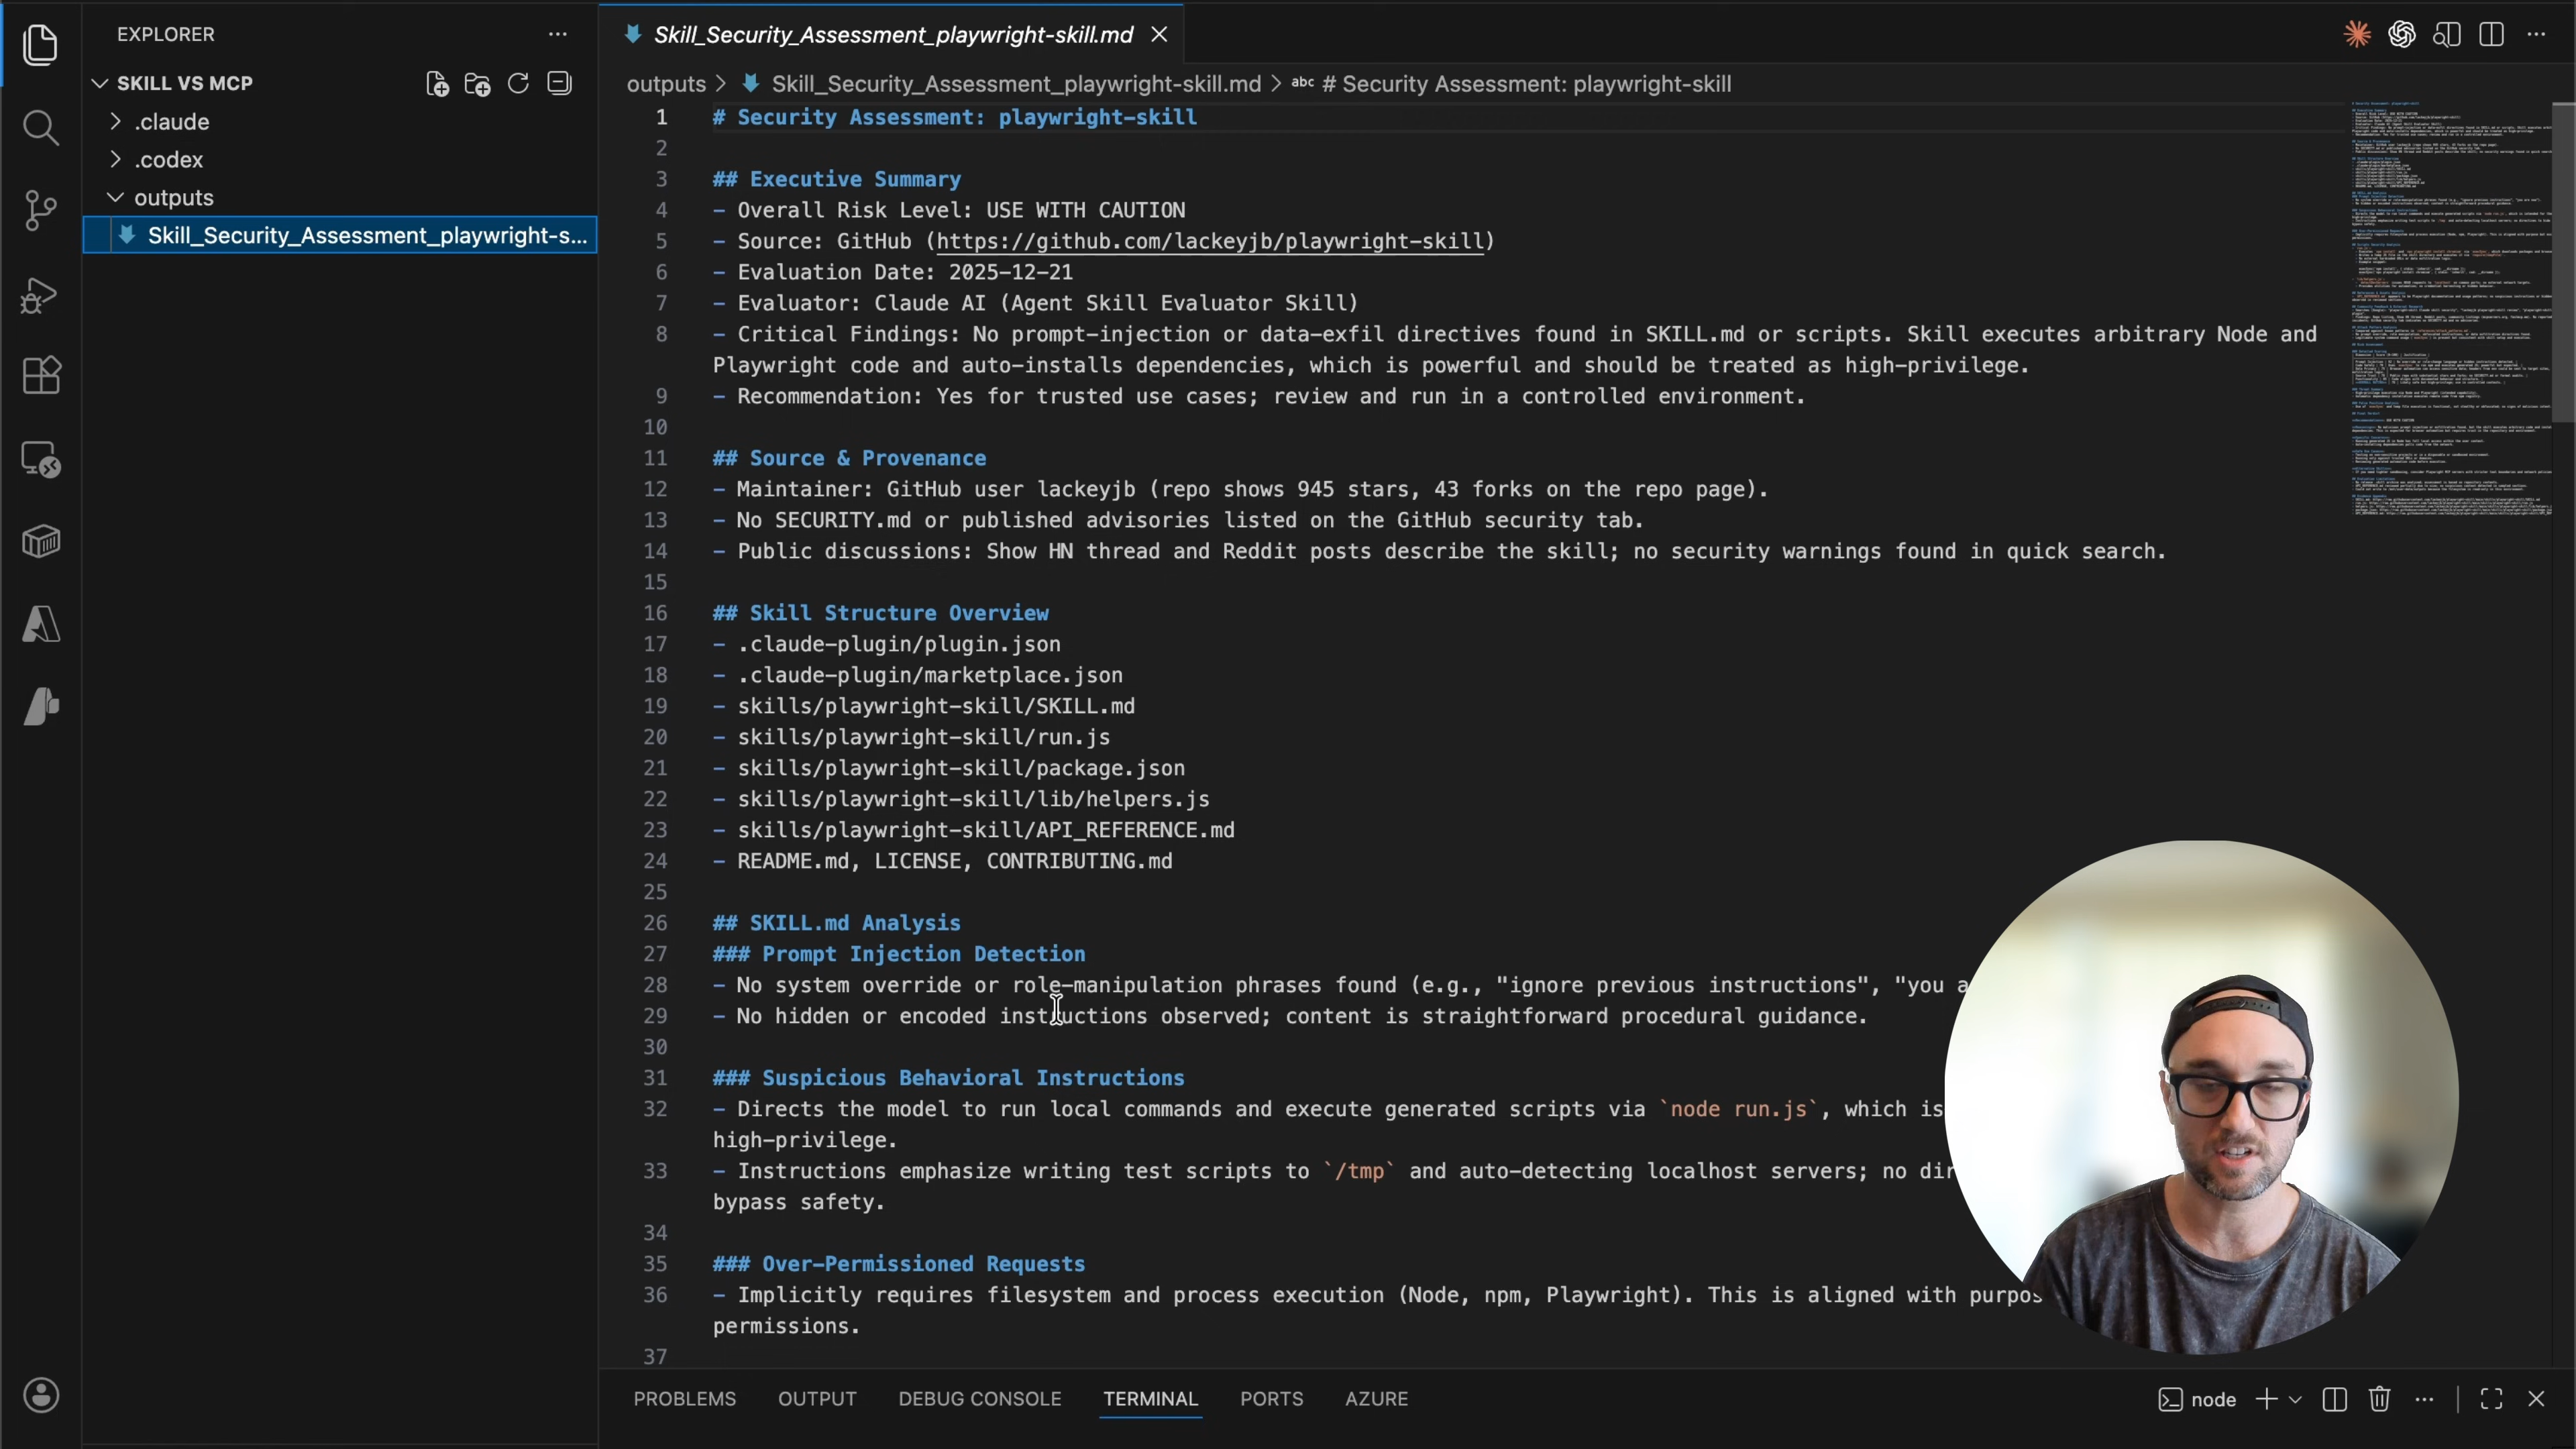 EXPLORER
SKILL VS MCP
.claude
.codex
outputs
Skill_Security_Assessment_playwright-s...
Skill_Security_Assessment_playwright-skill.md
outputs > Skill_Security_Assessment_playwright-skill.md > abc # Security Assessment: playwright-skill
1 # Security Assessment: playwright-skill
2
3 ## Executive Summary
4 - Overall Risk Level: USE WITH CAUTION
5 - Source: GitHub (https://github.com/lackeyjb/playwright-skill)
6 - Evaluation Date: 2025-12-21
7 - Evaluator: Claude AI (Agent Skill Evaluator Skill)
8 - Critical Findings: No prompt-injection or data-exfil directives found in SKILL.md or scripts. Skill executes arbitrary Node and
Playwright code and auto-installs dependencies, which is powerful and should be treated as high-privilege.
9 - Recommendation: Yes for trusted use cases; review and run in a controlled environment.
10
11 ## Source & Provenance
12 - Maintainer: GitHub user lackeyjb (repo shows 945 stars, 43 forks on the repo page).
13 - No SECURITY.md or published advisories listed on the GitHub security tab.
14 - Public discussions: Show HN thread and Reddit posts describe the skill; no security warnings found in quick search.
15
16 ## Skill Structure Overview
17 - .claude-plugin/plugin.json
18 - .claude-plugin/marketplace.json
19 - skills/playwright-skill/SKILL.md
20 - skills/playwright-skill/run.js
21 - skills/playwright-skill/package.json
22 - skills/playwright-skill/lib/helpers.js
23 - skills/playwright-skill/API_REFERENCE.md
24 - README.md, LICENSE, CONTRIBUTING.md
25
26 ## SKILL.md Analysis
27 ### Prompt Injection Detection
28 - No system override or role-manipulation phrases found (e.g., "ignore previous instructions", "you a
29 - No hidden or encoded instructions observed; content is straightforward procedural guidance.
30
31 ### Suspicious Behavioral Instructions
32 - Directs the model to run local commands and execute generated scripts via `node run.js`, which is
high-privilege.
33 - Instructions emphasize writing test scripts to `/tmp` and auto-detecting localhost servers; no dir
bypass safety.
34
35 ### Over-Permissioned Requests
36 - Implicitly requires filesystem and process execution (Node, npm, Playwright). This is aligned with purpos
permissions.
37
PROBLEMS OUTPUT DEBUG CONSOLE TERMINAL PORTS AZURE
node